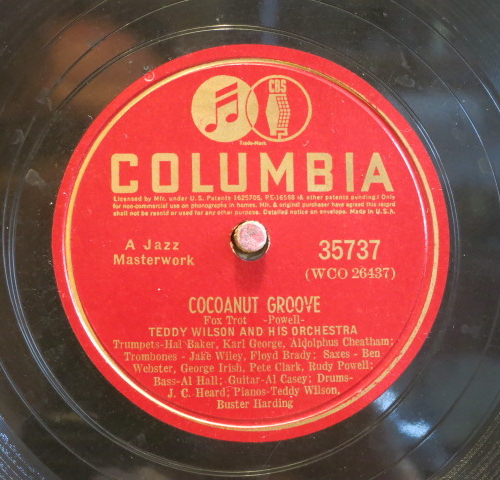 CBS
Trade-Mark
COLUMBIA
Licensed by Mfr. under U.S. Patents 1625705, RE-16588 (& other patents pending.) Only
for non-commercial use on phonographs in homes. Mfr. & original purchaser have agreed this record
shall not be resold or used for any other purpose. Detailed notice on envelope. Made in U.S.A.
A Jazz
Masterwork
35737
(WCO 26437)
COCOANUT GROOVE
Fox Trot -Powell-
TEDDY WILSON AND HIS ORCHESTRA
Trumpets-Hal Baker, Karl George, Aldolphus Cheatham;
Trombones - Jake Wiley, Floyd Brady; Saxes - Ben
Webster, George Irish, Pete Clark, Rudy Powell;
Bass-Al Hall; Guitar-Al Casey; Drums-
J. C. Heard; Pianos-Teddy Wilson,
Buster Harding